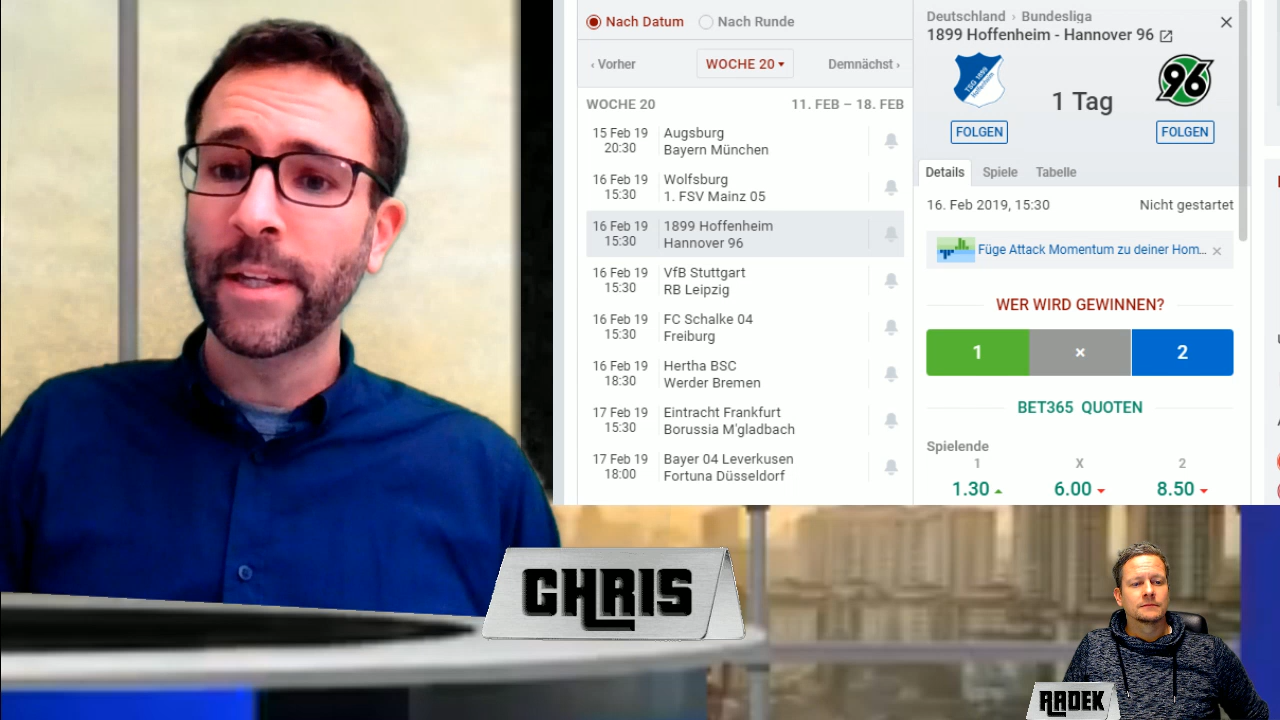 Nach Datum
Nach Runde
‹ Vorher
WOCHE 20
Demnächst ›
WOCHE 20
11. FEB – 18. FEB
15 Feb 19
20:30
Augsburg
Bayern München
16 Feb 19
15:30
Wolfsburg
1. FSV Mainz 05
16 Feb 19
15:30
1899 Hoffenheim
Hannover 96
16 Feb 19
15:30
VfB Stuttgart
RB Leipzig
16 Feb 19
15:30
FC Schalke 04
Freiburg
16 Feb 19
18:30
Hertha BSC
Werder Bremen
17 Feb 19
15:30
Eintracht Frankfurt
Borussia M'gladbach
17 Feb 19
18:00
Bayer 04 Leverkusen
Fortuna Düsseldorf
Deutschland › Bundesliga
1899 Hoffenheim - Hannover 96
TSG 1899
Hoffenheim
96
1 Tag
FOLGEN
FOLGEN
Details
Spiele
Tabelle
16. Feb 2019, 15:30
Nicht gestartet
Füge Attack Momentum zu deiner Hom...
WER WIRD GEWINNEN?
1
×
2
BET365 QUOTEN
Spielende
1
X
2
1.30
6.00
8.50
CHRIS
RADEK